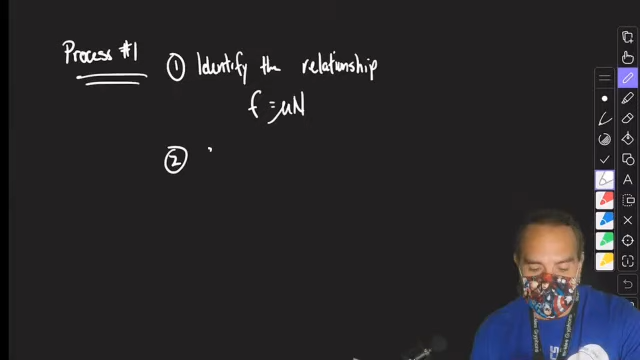 Process #1
① Identify the relationship
f = μN
②